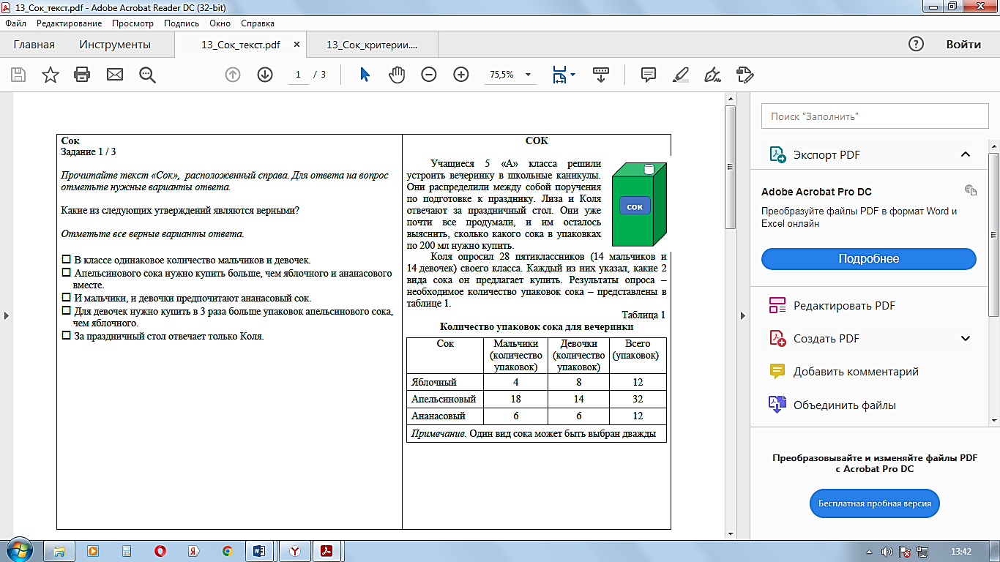 13_Сок_текст.pdf - Adobe Acrobat Reader DC (32-bit)
Файл Редактирование Просмотр Подпись Окно Справка
Главная Инструменты 13_Сок_текст.pdf × 13_Сок_критерии.... Войти
1 / 3 75,5%
Сок
Задание 1 / 3
Прочитайте текст «Сок», расположенный справа. Для ответа на вопрос
отметьте нужные варианты ответа.
Какие из следующих утверждений являются верными?
Отметьте все верные варианты ответа.
В классе одинаковое количество мальчиков и девочек.
Апельсинового сока нужно купить больше, чем яблочного и ананасового
вместе.
И мальчики, и девочки предпочитают ананасовый сок.
Для девочек нужно купить в 3 раза больше упаковок апельсинового сока,
чем яблочного.
За праздничный стол отвечает только Коля.
СОК
Учащиеся 5 «А» класса решили
устроить вечеринку в школьные каникулы.
Они распределили между собой поручения
по подготовке к празднику. Лиза и Коля
отвечают за праздничный стол. Они уже
почти все продумали, и им осталось
выяснить, сколько какого сока в упаковках
по 200 мл нужно купить.
сок
Коля опросил 28 пятиклассников (14 мальчиков и
14 девочек) своего класса. Каждый из них указал, какие 2
вида сока он предлагает купить. Результаты опроса –
необходимое количество упаковок сока – представлены в
таблице 1.
Таблица 1
Количество упаковок сока для вечеринки
Сок Мальчики Девочки Всего
(количество (количество (упаковок)
упаковок) упаковок)
Яблочный 4 8 12
Апельсиновый 18 14 32
Ананасовый 6 6 12
Примечание. Один вид сока может быть выбран дважды
Поиск "Заполнить"
Экспорт PDF
Adobe Acrobat Pro DC
Преобразуйте файлы PDF в формат Word и
Excel онлайн
Подробнее
Редактировать PDF
Создать PDF
Добавить комментарий
Объединить файлы
Преобразовывайте и изменяйте файлы PDF
с Acrobat Pro DC
Бесплатная пробная версия
13:42